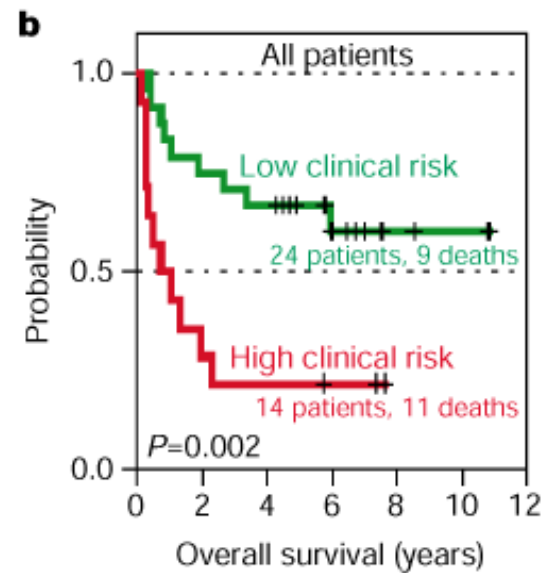 b
All patients
1.0
Low clinical risk
24 patients, 9 deaths
0.5
High clinical risk
14 patients, 11 deaths
P=0.002
0.0
0 2 4 6 8 10 12
Probability
Overall survival (years)